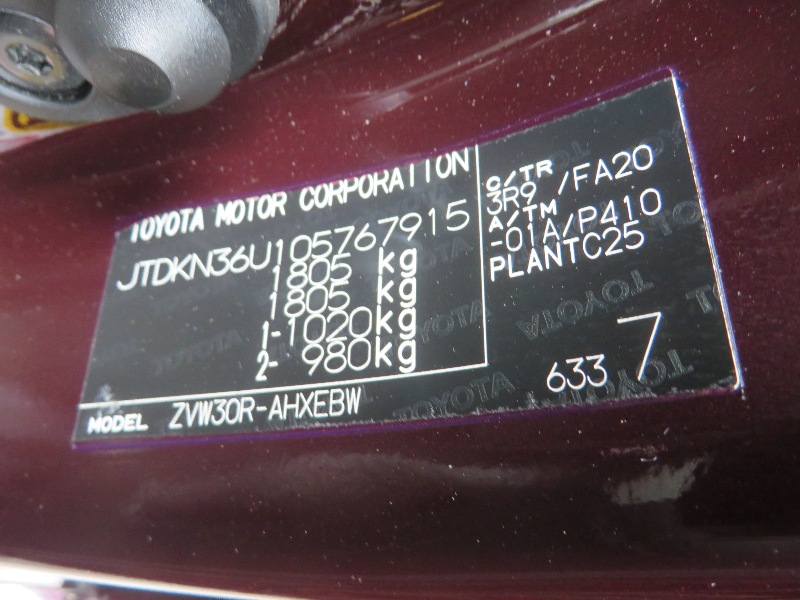 TOYOTA MOTOR CORPORATION
JTDKN36U105767915
1805 kg
1805 kg
1-1020kg
2- 980kg
C/TR
3R9 /FA20
A/TM
-01A/P410
PLANTC25
633 7
MODEL ZVW30R-AHXEBW